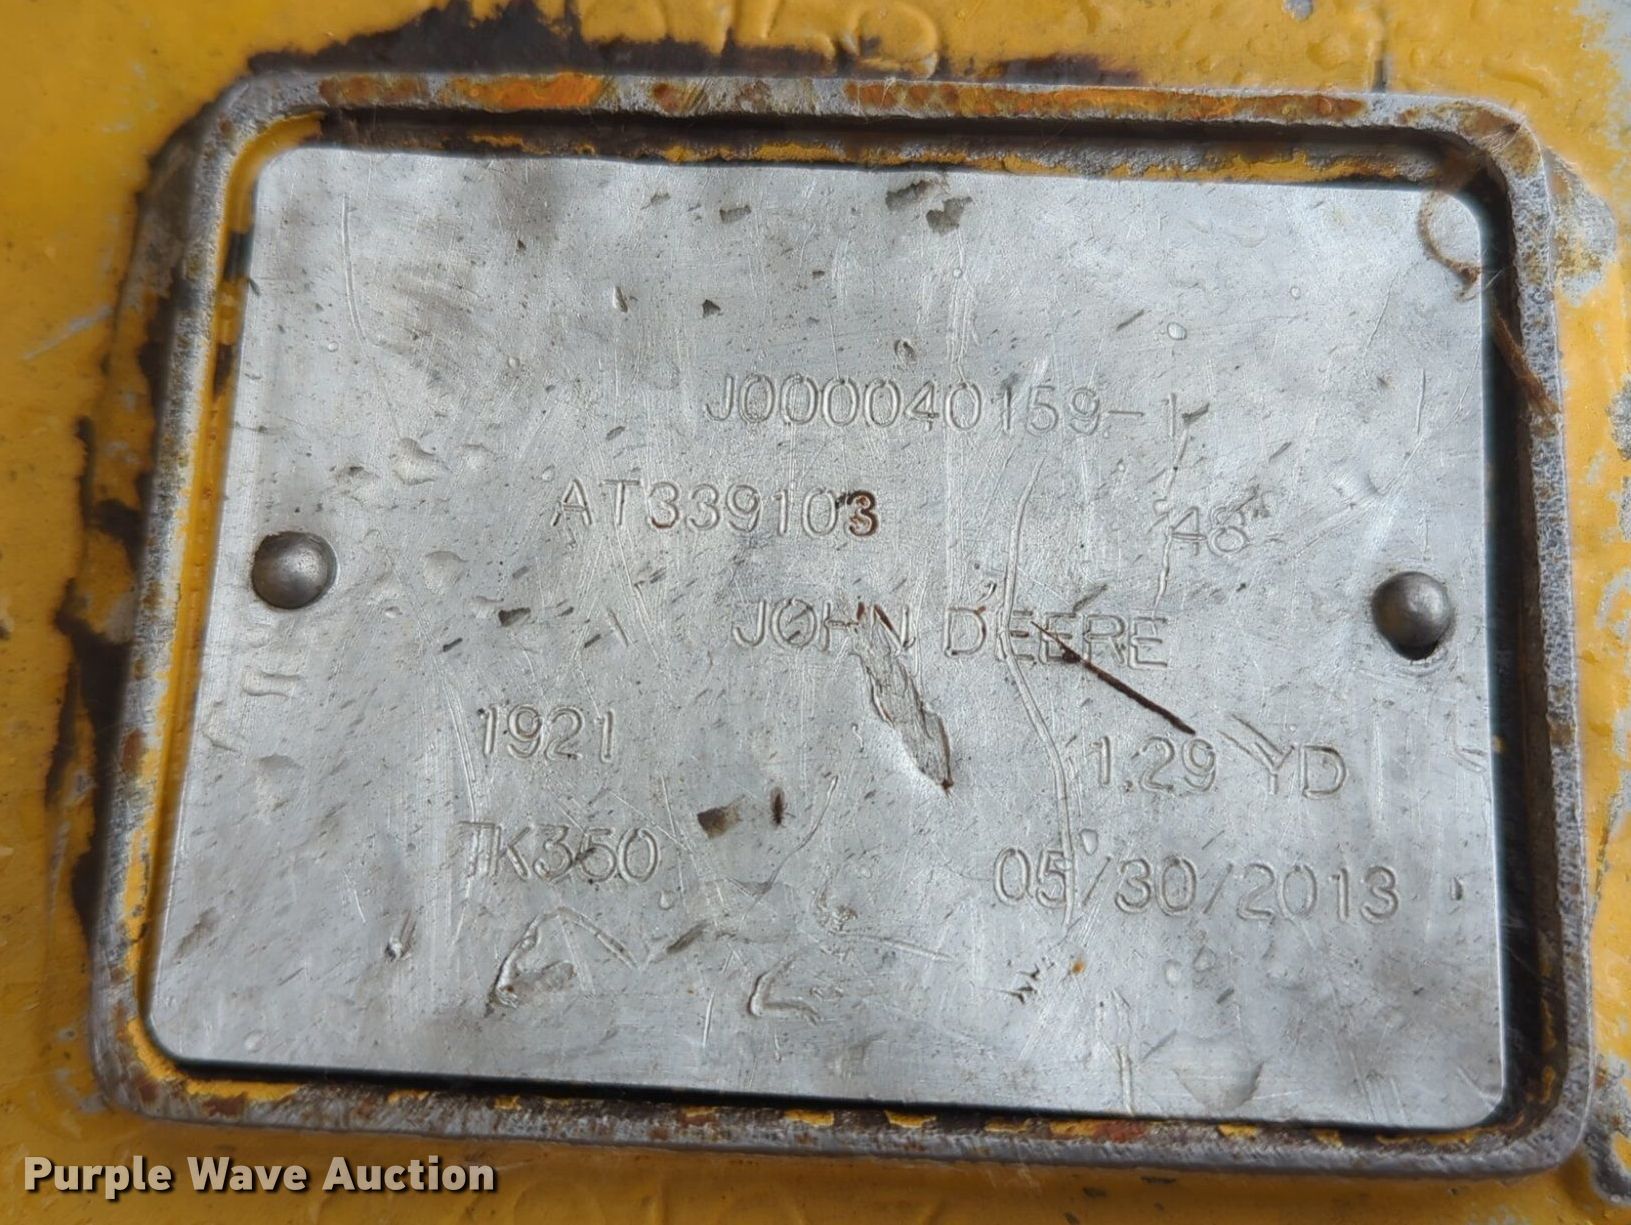 J000040159-1
AT339103 48"
JOHN DEERE
1921 1.29 YD
TK350 05/30/2013
Purple Wave Auction